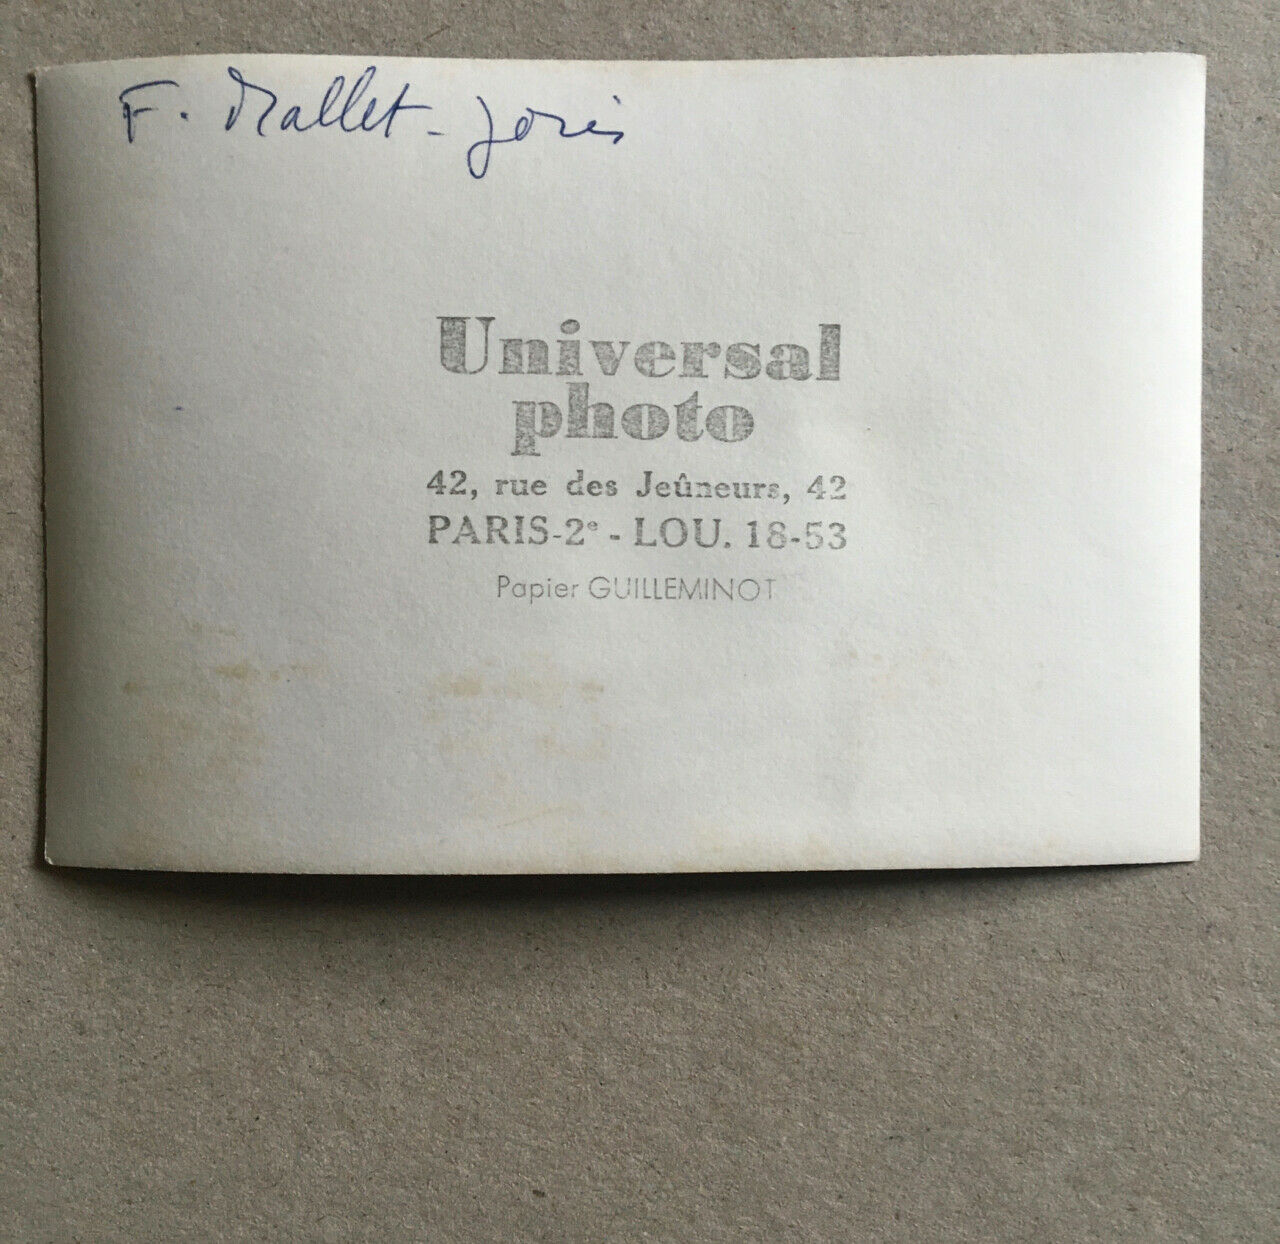 F. Mallet-Joris
Universal
photo
42, rue des Jeûneurs, 42
PARIS-2e - LOU. 18-53
Papier GUILLEMINOT